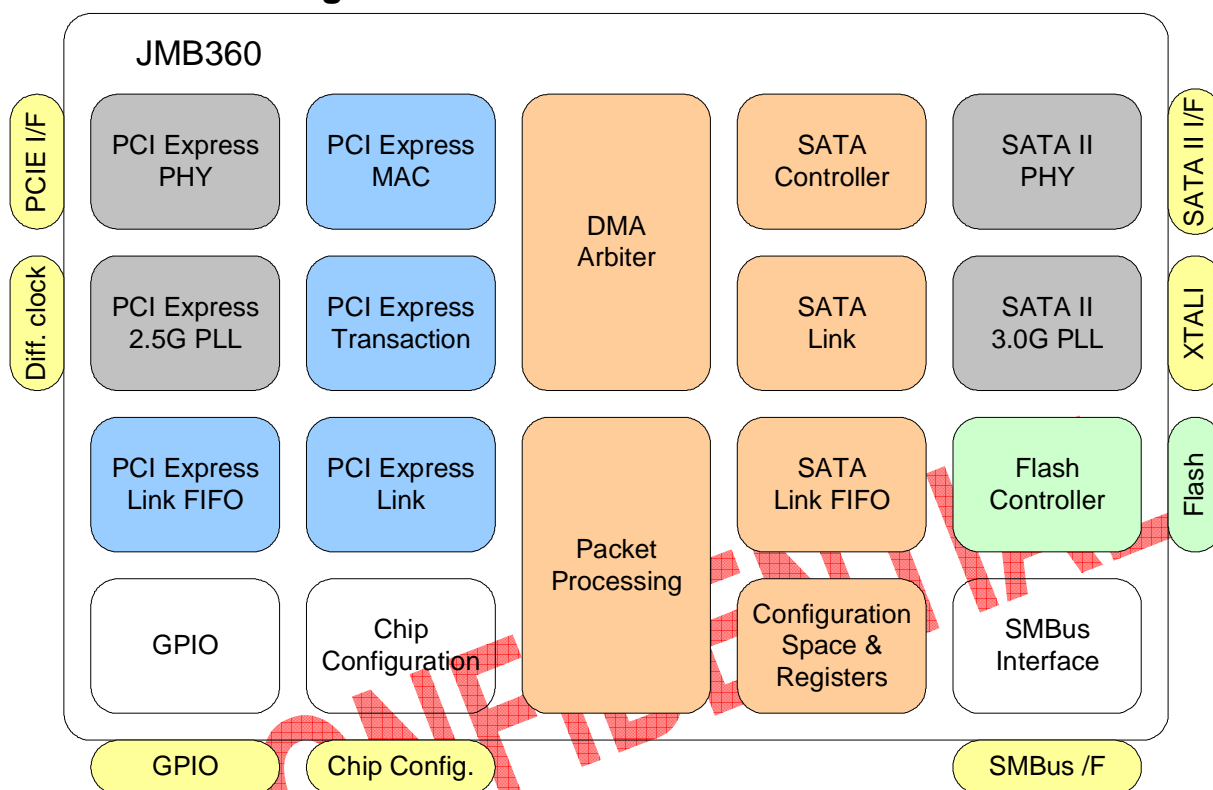 JMB360
PCIE I/F
PCI Express
PHY
PCI Express
MAC
DMA
Arbiter
SATA
Controller
SATA II
PHY
SATA II I/F
Diff. clock
PCI Express
2.5G PLL
PCI Express
Transaction
SATA
Link
SATA II
3.0G PLL
XTALI
PCI Express
Link FIFO
PCI Express
Link
Packet
Processing
SATA
Link FIFO
Flash
Controller
Flash
GPIO
Chip
Configuration
Configuration
Space &
Registers
SMBus
Interface
GPIO
Chip Config.
SMBus /F
CONFIDENTIAL